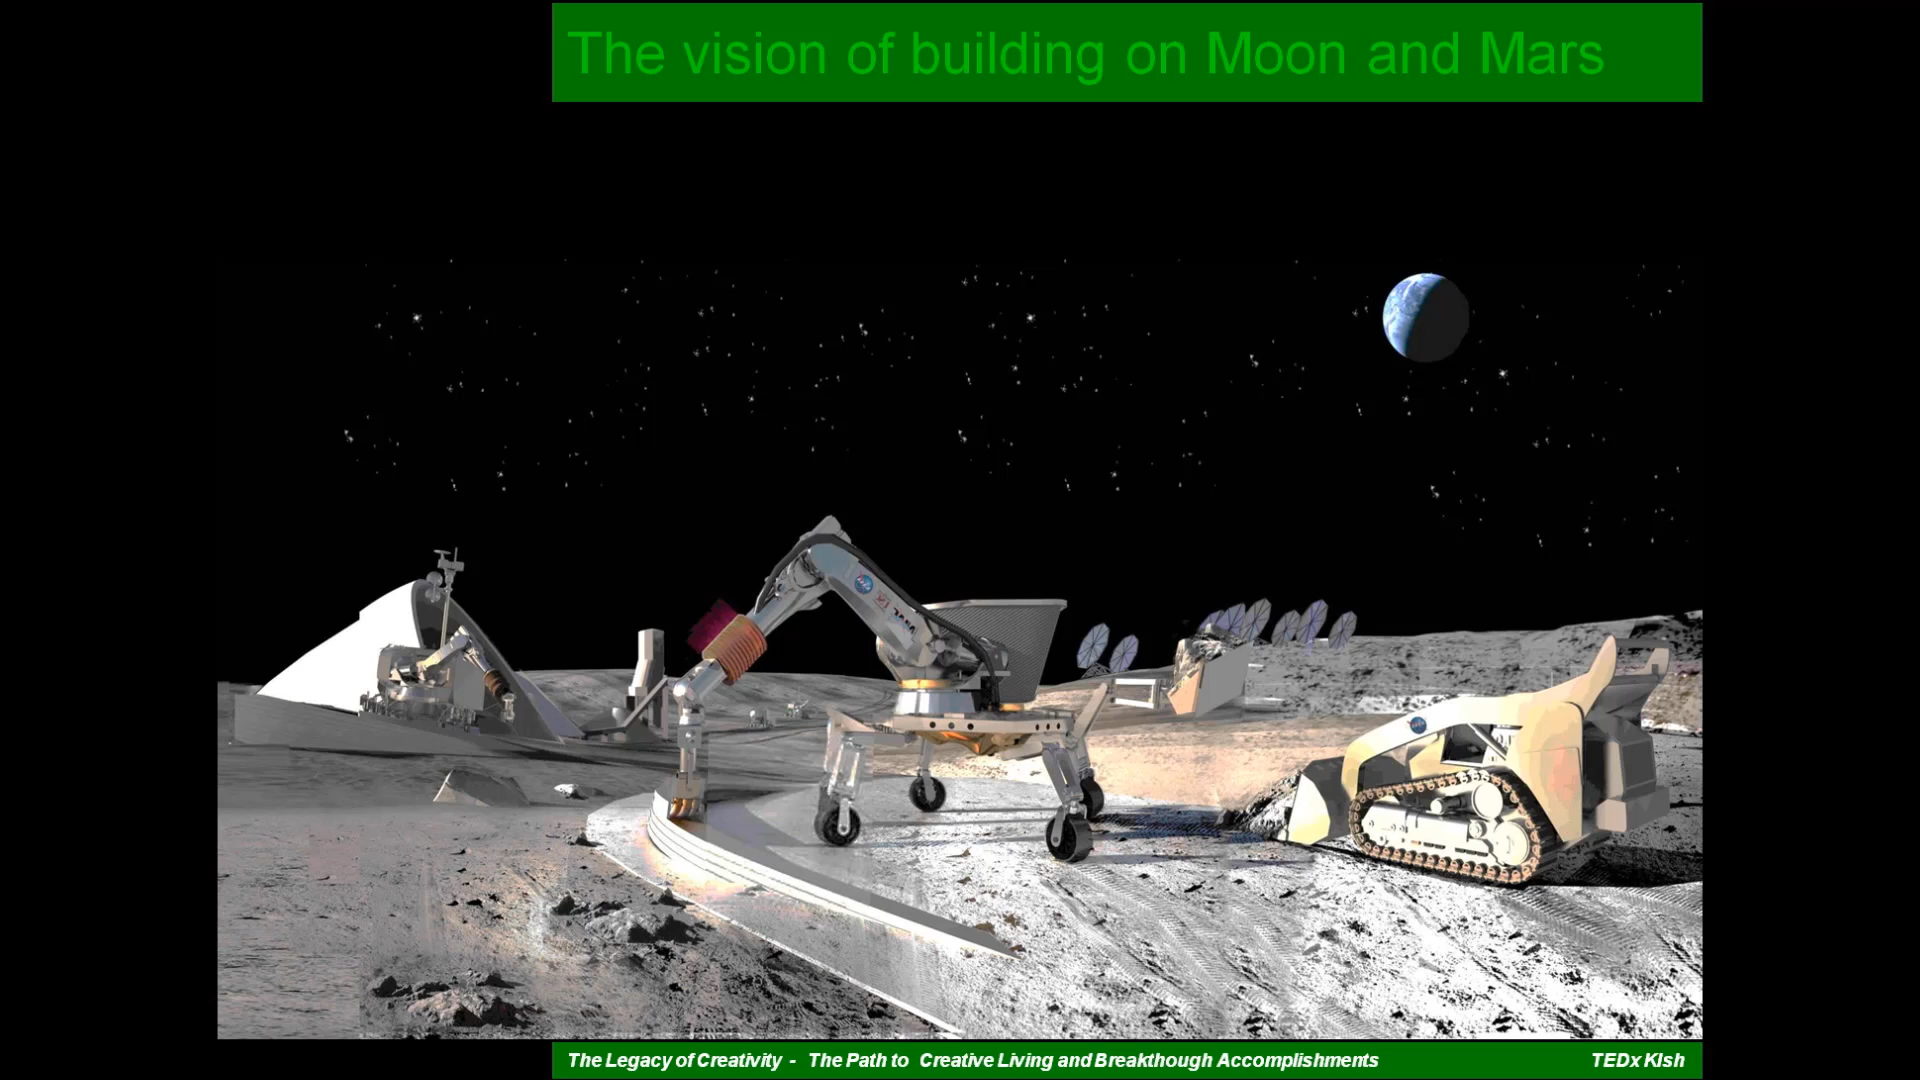 The vision of building on Moon and Mars
The Legacy of Creativity - The Path to Creative Living and Breakthough Accomplishments TEDx KIsh